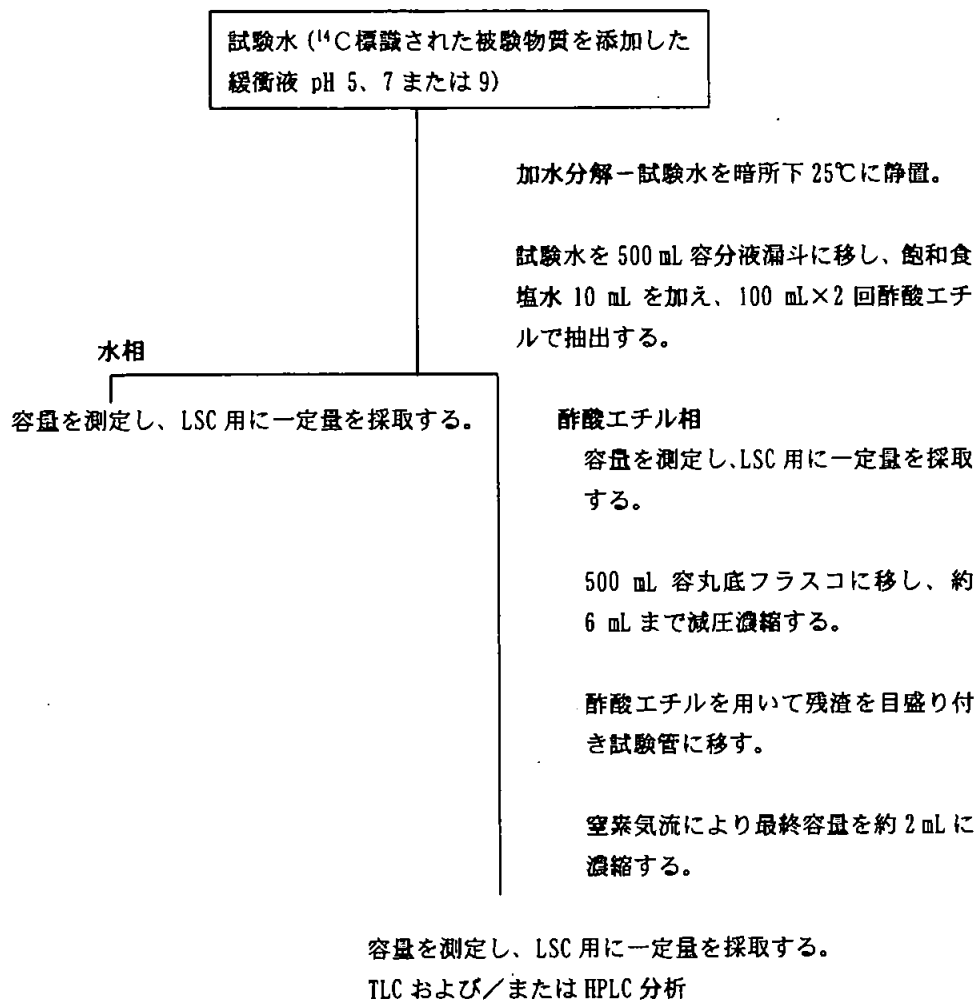 試験水 (¹⁴C標識された被験物質を添加した
緩衝液 pH 5、7 または 9)
加水分解－試験水を暗所下 25℃に静置。
試験水を 500 mL 容分液漏斗に移し、飽和食
塩水 10 mL を加え、100 mL×2 回酢酸エチ
ルで抽出する。
水相
容量を測定し、LSC 用に一定量を採取する。
酢酸エチル相
容量を測定し、LSC 用に一定量を採取
する。
500 mL 容丸底フラスコに移し、約
6 mL まで減圧濃縮する。
酢酸エチルを用いて残渣を目盛り付
き試験管に移す。
窒素気流により最終容量を約 2 mL に
濃縮する。
容量を測定し、LSC 用に一定量を採取する。
TLC および／または HPLC 分析